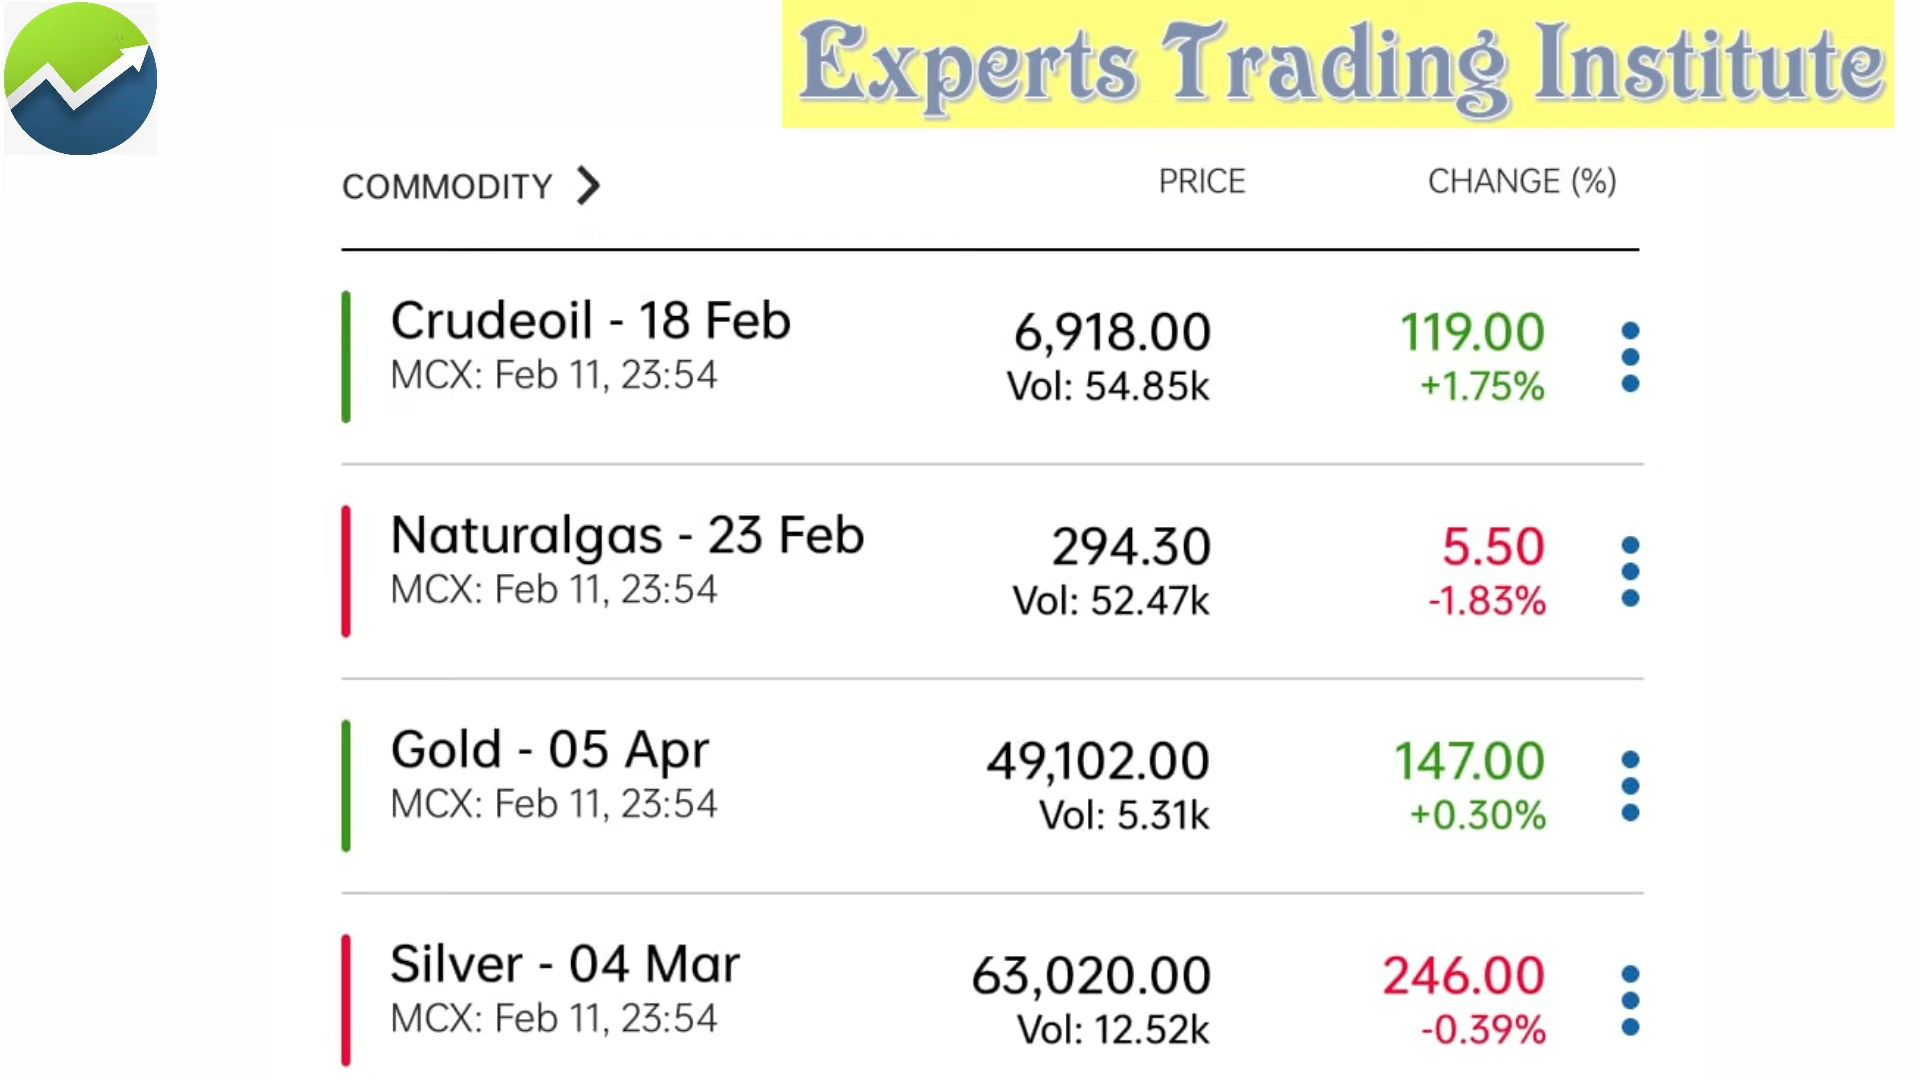 Experts Trading Institute
COMMODITY PRICE CHANGE (%)
Crudeoil - 18 Feb 6,918.00 119.00
MCX: Feb 11, 23:54 Vol: 54.85k +1.75%
Naturalgas - 23 Feb 294.30 5.50
MCX: Feb 11, 23:54 Vol: 52.47k -1.83%
Gold - 05 Apr 49,102.00 147.00
MCX: Feb 11, 23:54 Vol: 5.31k +0.30%
Silver - 04 Mar 63,020.00 246.00
MCX: Feb 11, 23:54 Vol: 12.52k -0.39%